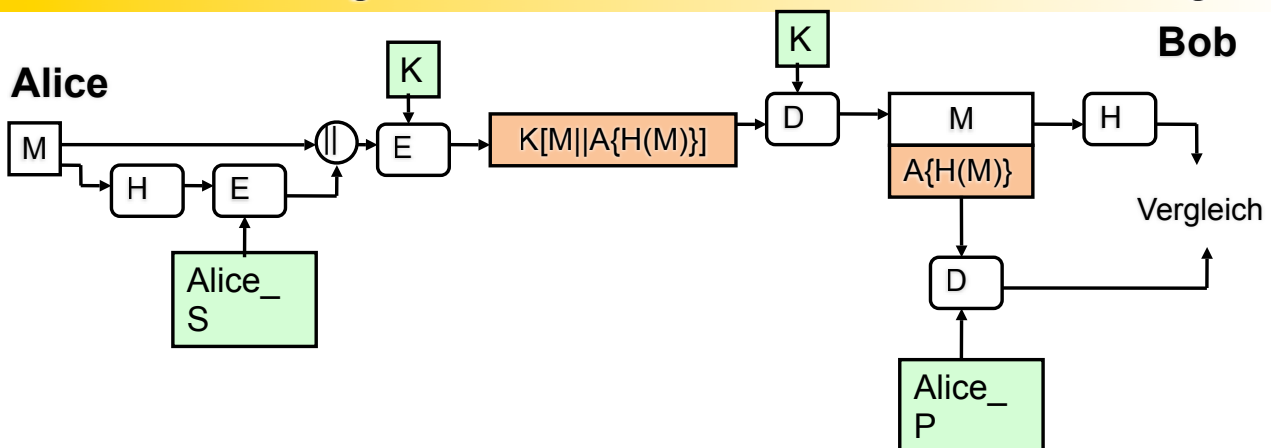 K
Bob
Alice
K
M
||
E
K[M||A{H(M)}]
D
M
H
H
E
A{H(M)}
Vergleich
Alice_
S
D
Alice_
P